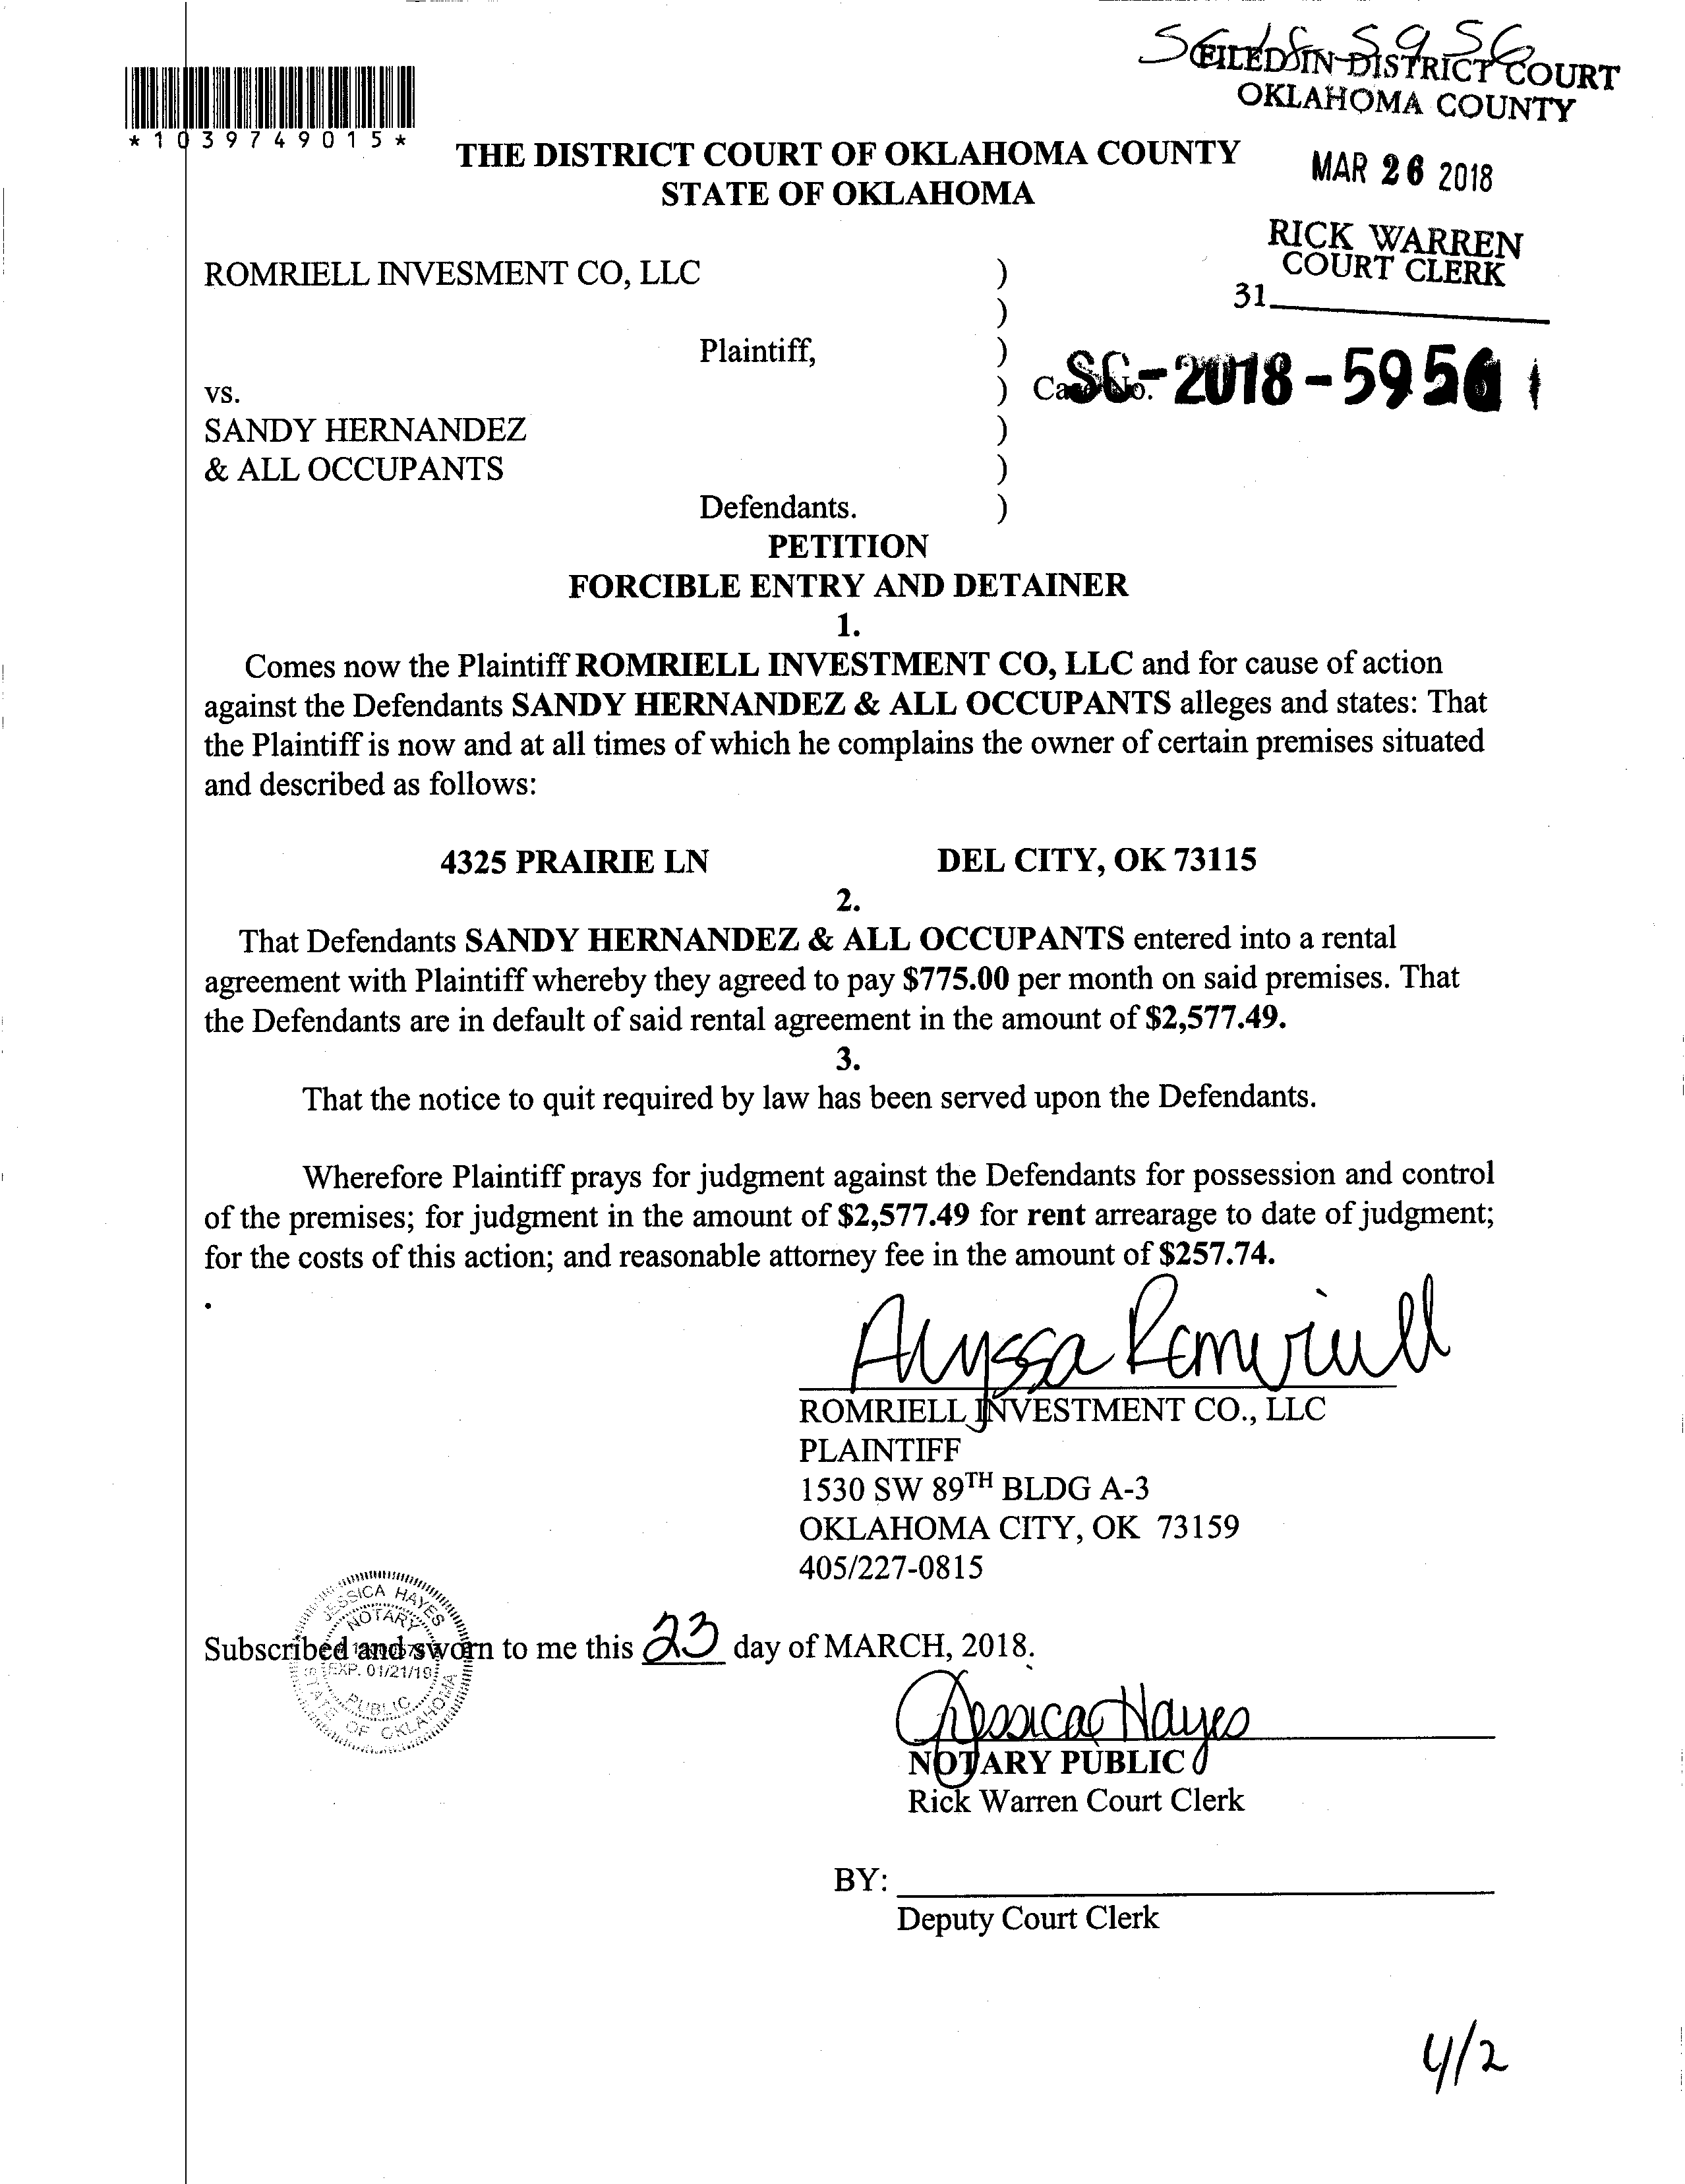 SC 18 5956
FILED IN DISTRICT COURT
OKLAHOMA COUNTY
*1039749015*
THE DISTRICT COURT OF OKLAHOMA COUNTY
STATE OF OKLAHOMA
MAR 26 2018
RICK WARREN
COURT CLERK
31
ROMRIELL INVESMENT CO, LLC )
)
Plaintiff, )
vs. ) Case No. SC-2018-5956
SANDY HERNANDEZ )
& ALL OCCUPANTS )
Defendants. )
PETITION
FORCIBLE ENTRY AND DETAINER
1.
Comes now the Plaintiff ROMRIELL INVESTMENT CO, LLC and for cause of action
against the Defendants SANDY HERNANDEZ & ALL OCCUPANTS alleges and states: That
the Plaintiff is now and at all times of which he complains the owner of certain premises situated
and described as follows:
4325 PRAIRIE LN DEL CITY, OK 73115
2.
That Defendants SANDY HERNANDEZ & ALL OCCUPANTS entered into a rental
agreement with Plaintiff whereby they agreed to pay $775.00 per month on said premises. That
the Defendants are in default of said rental agreement in the amount of $2,577.49.
3.
That the notice to quit required by law has been served upon the Defendants.
Wherefore Plaintiff prays for judgment against the Defendants for possession and control
of the premises; for judgment in the amount of $2,577.49 for rent arrearage to date of judgment;
for the costs of this action; and reasonable attorney fee in the amount of $257.74.
.
Alyssa Romriell
ROMRIELL INVESTMENT CO., LLC
PLAINTIFF
1530 SW 89TH BLDG A-3
OKLAHOMA CITY, OK 73159
405/227-0815
JESSICA HAYES
NOTARY
EXP. 01/21/19
PUBLIC
STATE OF OKLAHOMA
Subscribed and sworn to me this 23 day of MARCH, 2018.
Jessica Hayes
NOTARY PUBLIC
Rick Warren Court Clerk
BY:
Deputy Court Clerk
4/2